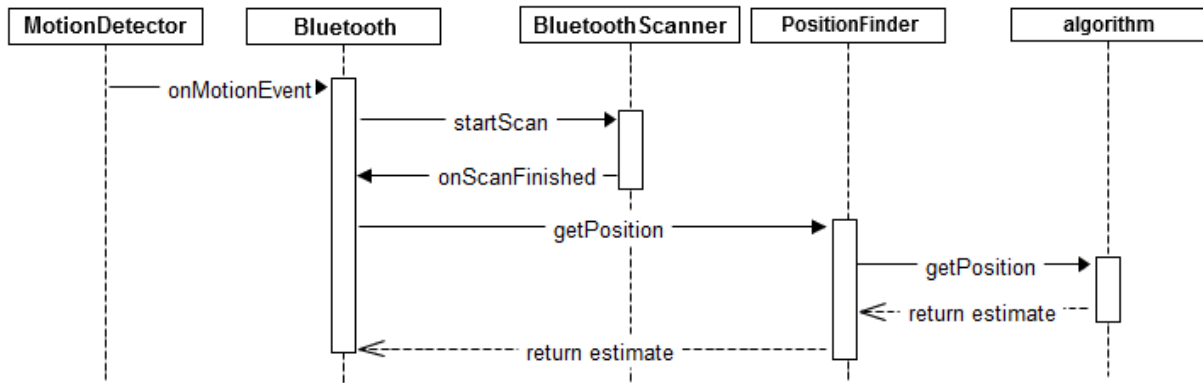 MotionDetector
Bluetooth
BluetoothScanner
PositionFinder
algorithm
onMotionEvent
startScan
onScanFinished
getPosition
getPosition
return estimate
return estimate